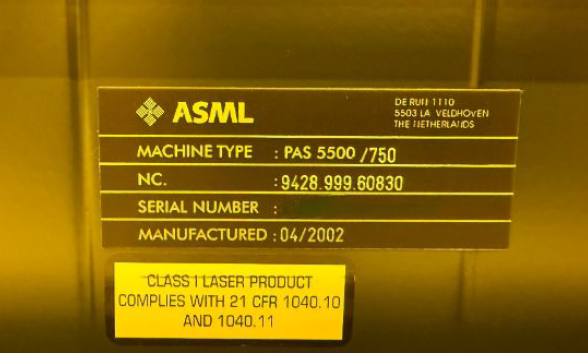 ASML
DE RUN 1110
5503 LA VELDHOVEN
THE NETHERLANDS
MACHINE TYPE : PAS 5500 /750
NC. : 9428.999.60830
SERIAL NUMBER :
MANUFACTURED : 04/2002
CLASS 1 LASER PRODUCT
COMPLIES WITH 21 CFR 1040.10
AND 1040.11